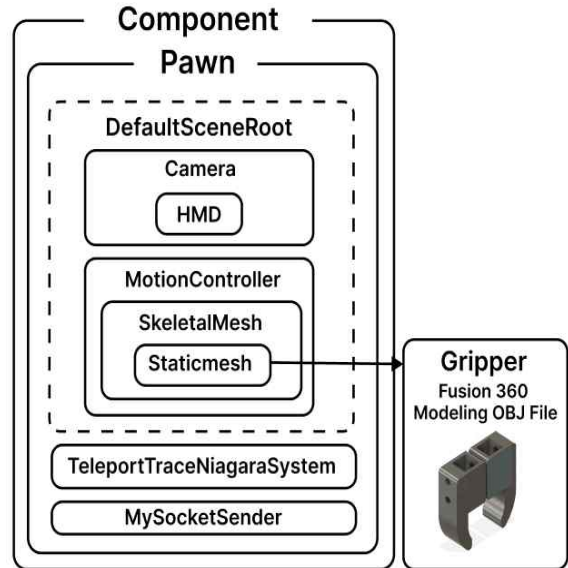 Component
Pawn
DefaultSceneRoot
Camera
HMD
MotionController
SkeletalMesh
Staticmesh
TeleportTraceNiagaraSystem
MySocketSender
Gripper
Fusion 360
Modeling OBJ File